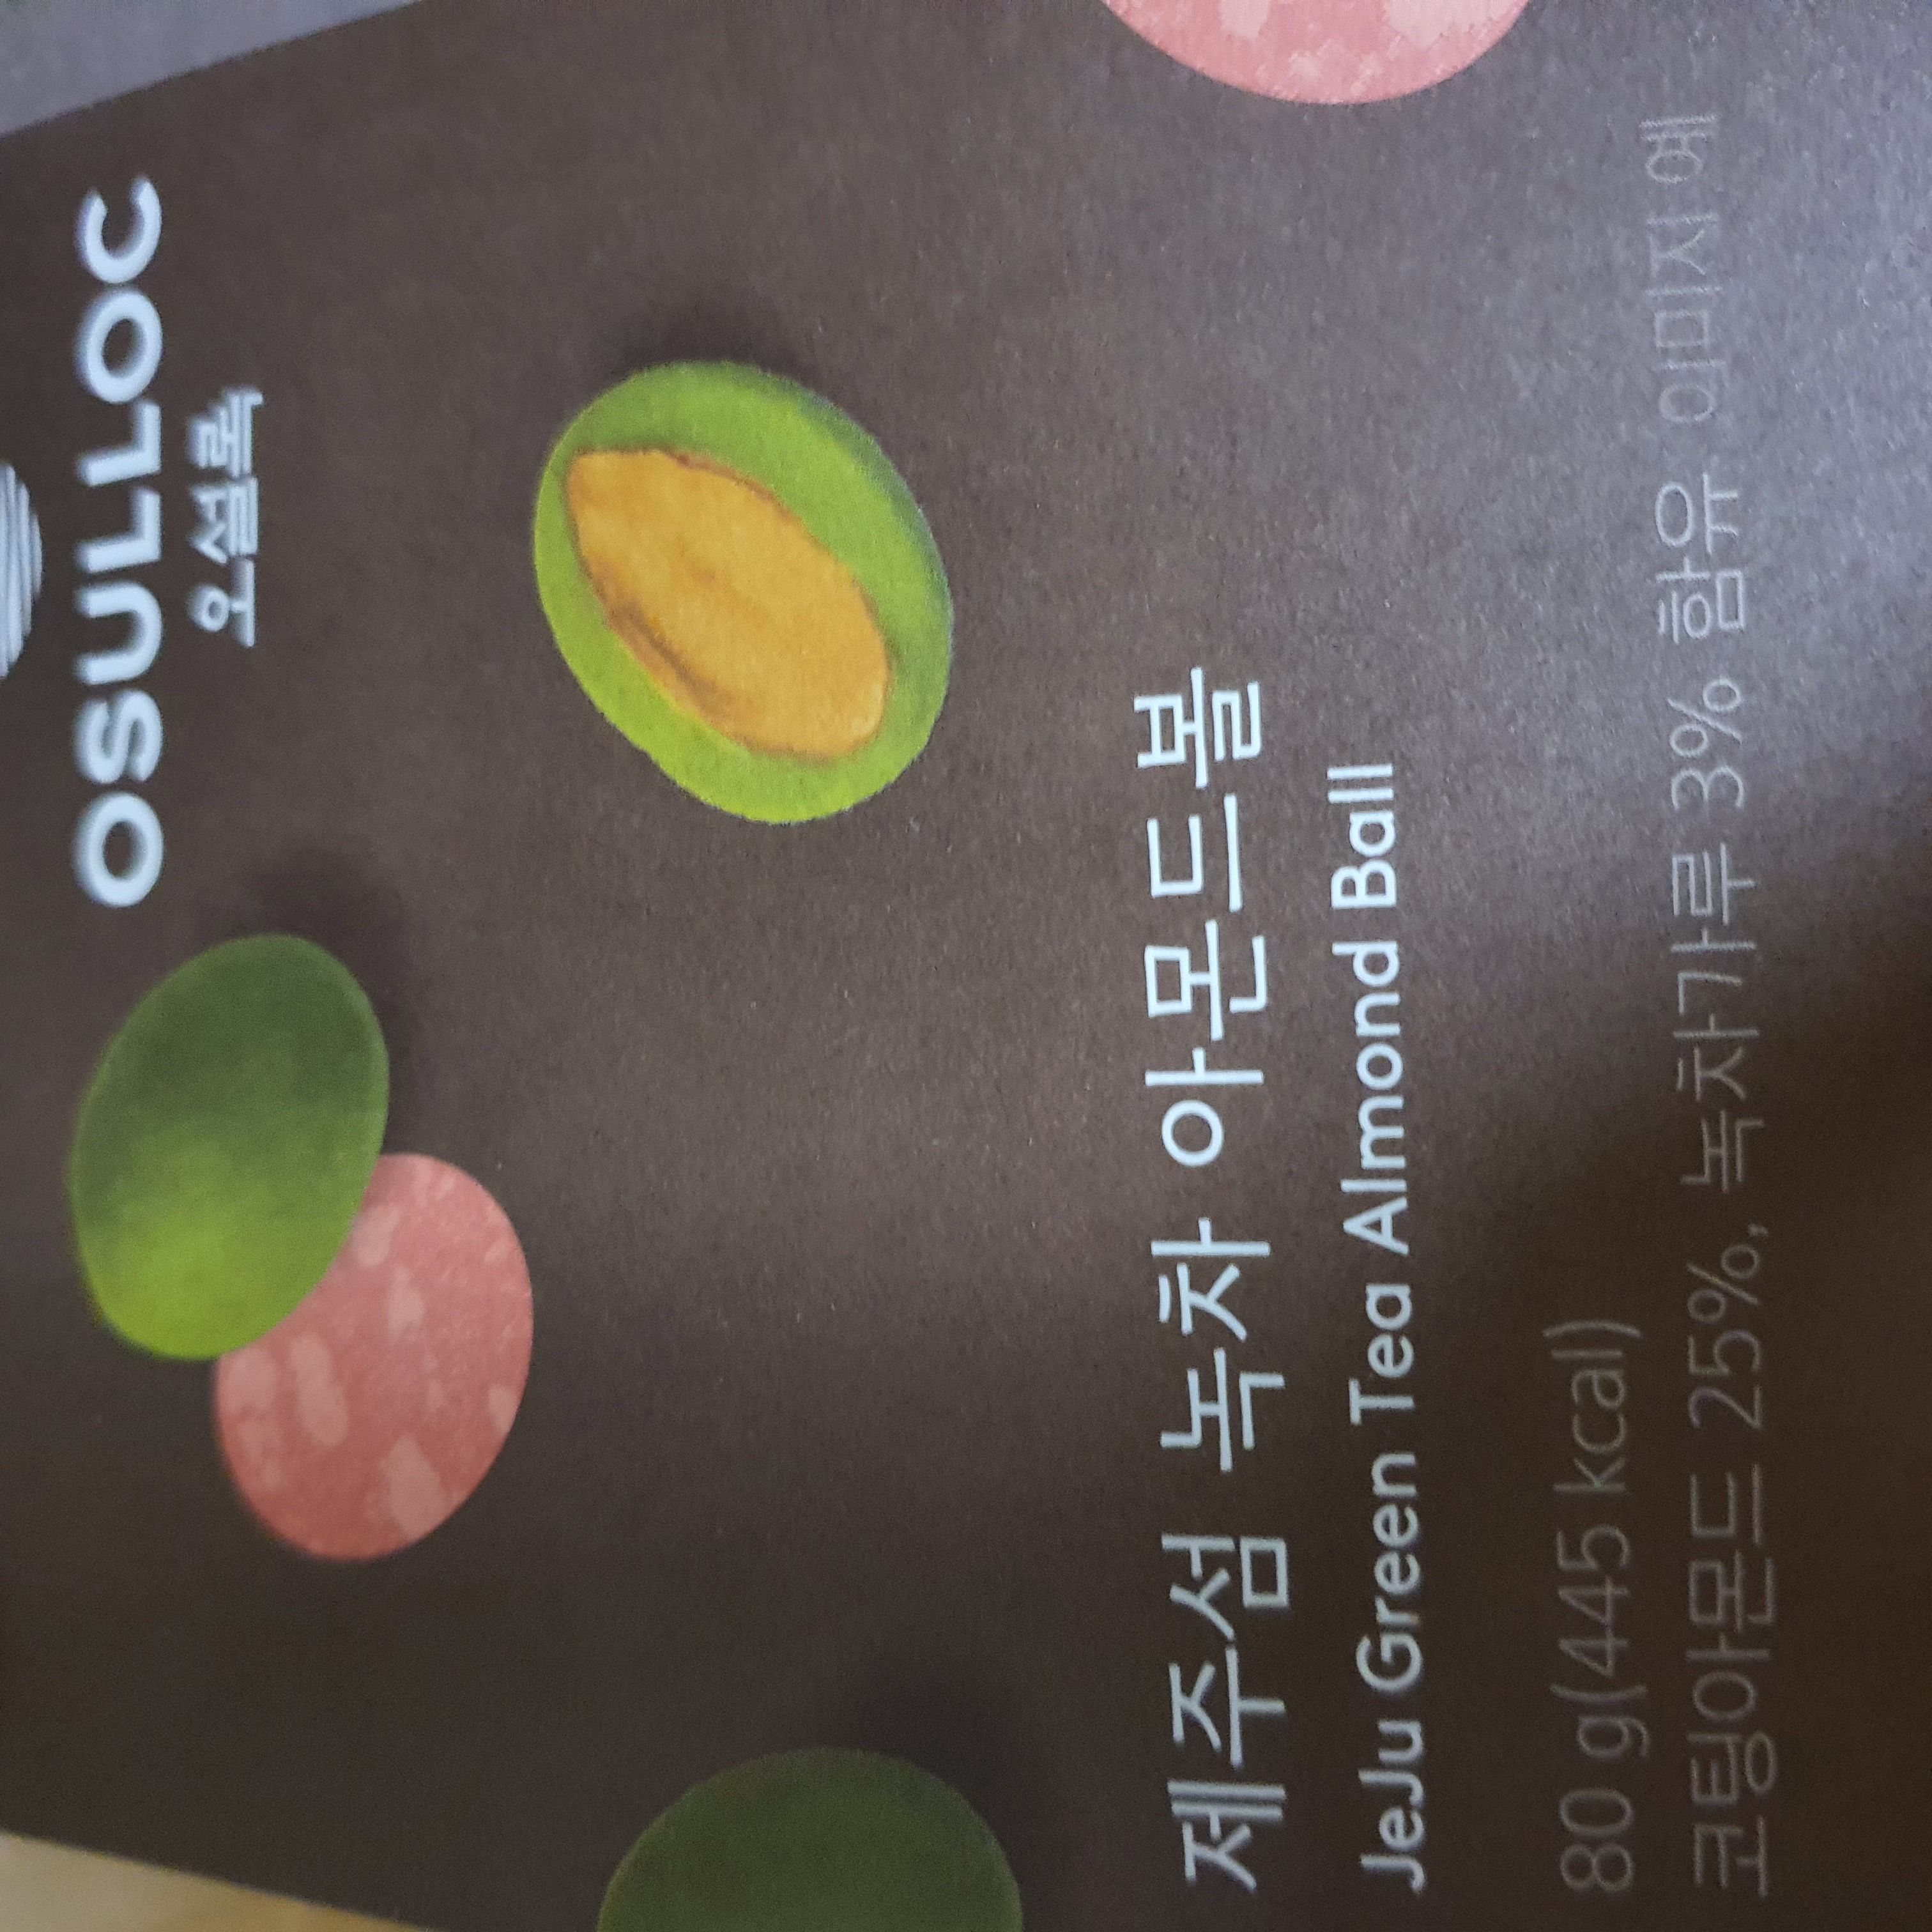 OSULLOC
오설록
제주섬 녹차 아몬드볼
JeJu Green Tea Almond Ball
80 g(445 kcal)
코팅아몬드 25%, 녹차가루 3% 함유 이미지 예